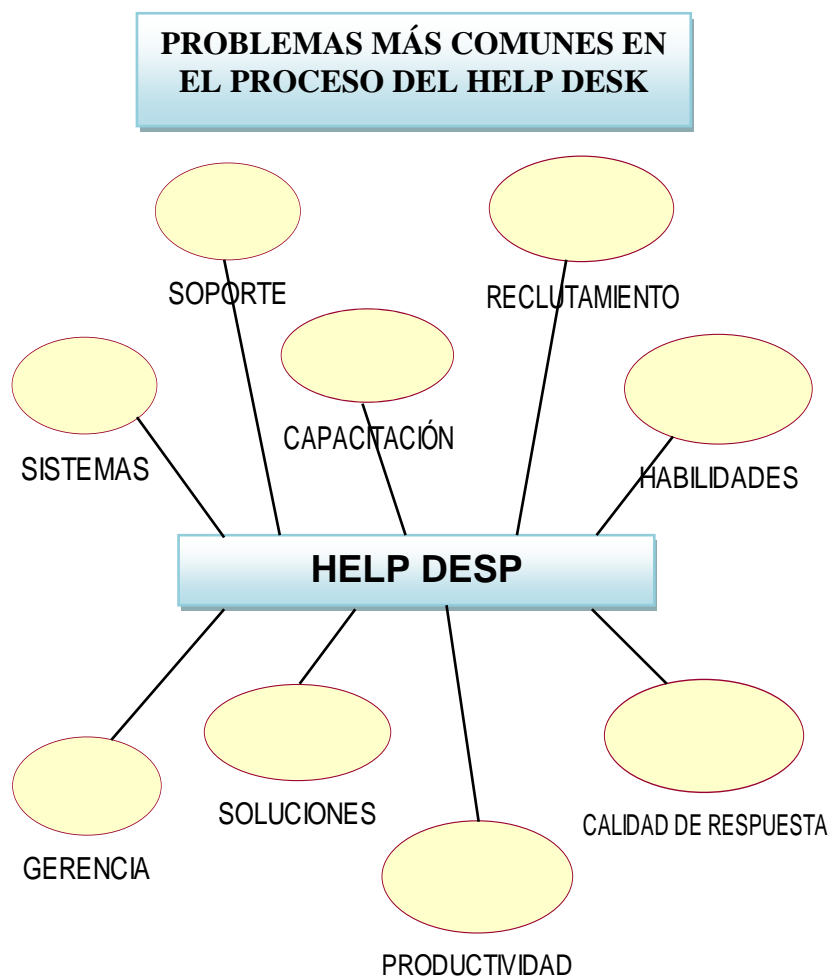 PROBLEMAS MÁS COMUNES EN
EL PROCESO DEL HELP DESK
SOPORTE
RECLUTAMIENTO
CAPACITACIÓN
SISTEMAS
HABILIDADES
HELP DESP
SOLUCIONES
CALIDAD DE RESPUESTA
GERENCIA
PRODUCTIVIDAD